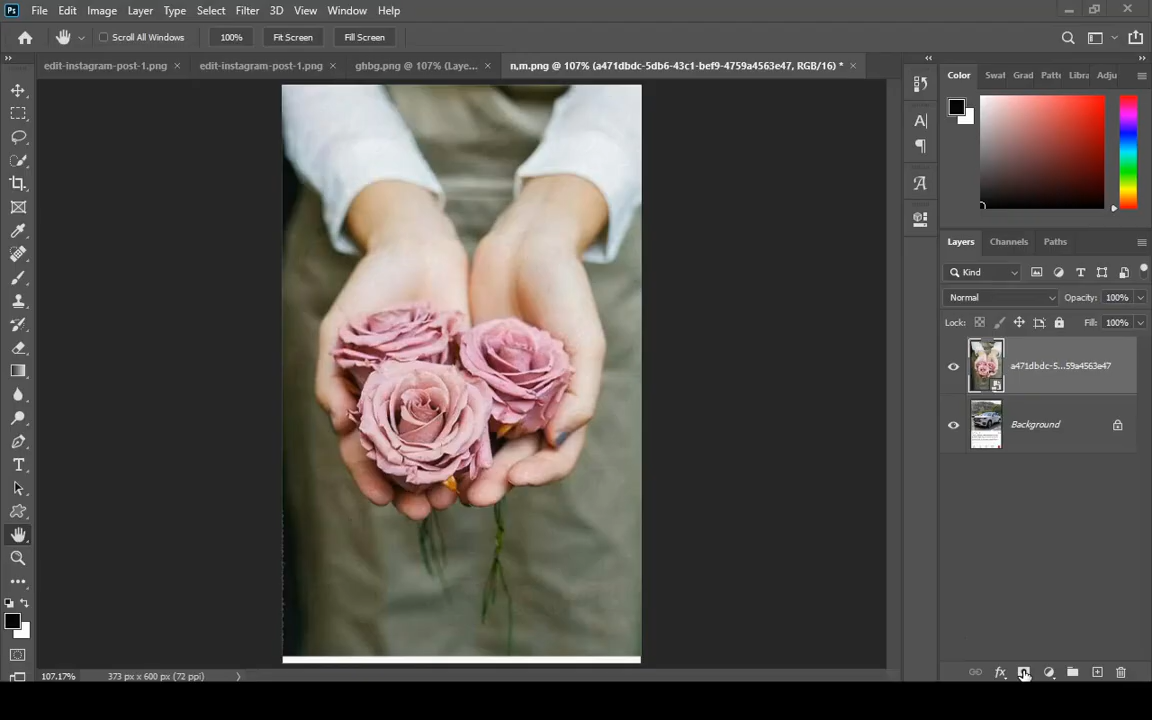 Ps File Edit Image Layer Type Select Filter 3D View Window Help
Scroll All Windows 100% Fit Screen Fill Screen
edit-instagram-post-1.png × edit-instagram-post-1.png × ghbg.png @ 107% (Laye... × n,m.png @ 107% (a471dbdc-5db6-43c1-bef9-4759a4563e47, RGB/16) * ×
Color Swat Grad Patt Libra Adju
Layers Channels Paths
Kind
Normal Opacity: 100%
Lock: Fill: 100%
a471dbdc-5...59a4563e47
Background
fx
107.17% 373 px x 600 px (72 ppi)